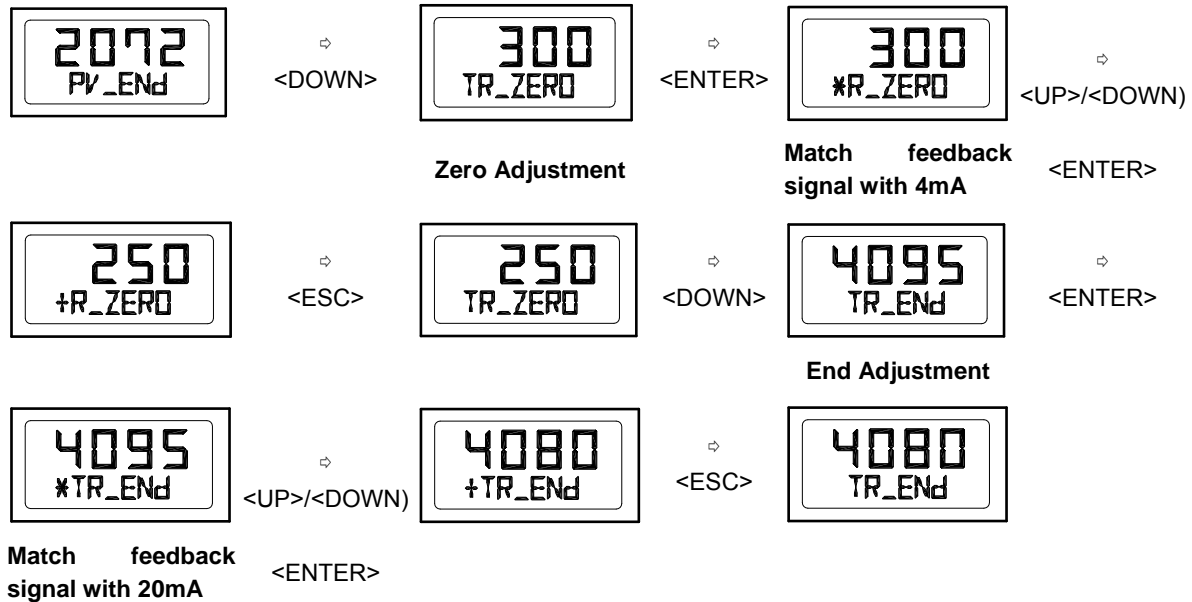 2072
PV_ENd
⇨
<DOWN>
300
TR_ZERO
⇨
<ENTER>
300
*R_ZERO
⇨
<UP>/<DOWN)
Zero Adjustment
Match feedback
signal with 4mA
<ENTER>
250
+R_ZERO
⇨
<ESC>
250
TR_ZERO
⇨
<DOWN>
4095
TR_ENd
⇨
<ENTER>
End Adjustment
4095
*TR_ENd
⇨
<UP>/<DOWN)
4080
+TR_ENd
⇨
<ESC>
4080
TR_ENd
Match feedback
signal with 20mA
<ENTER>